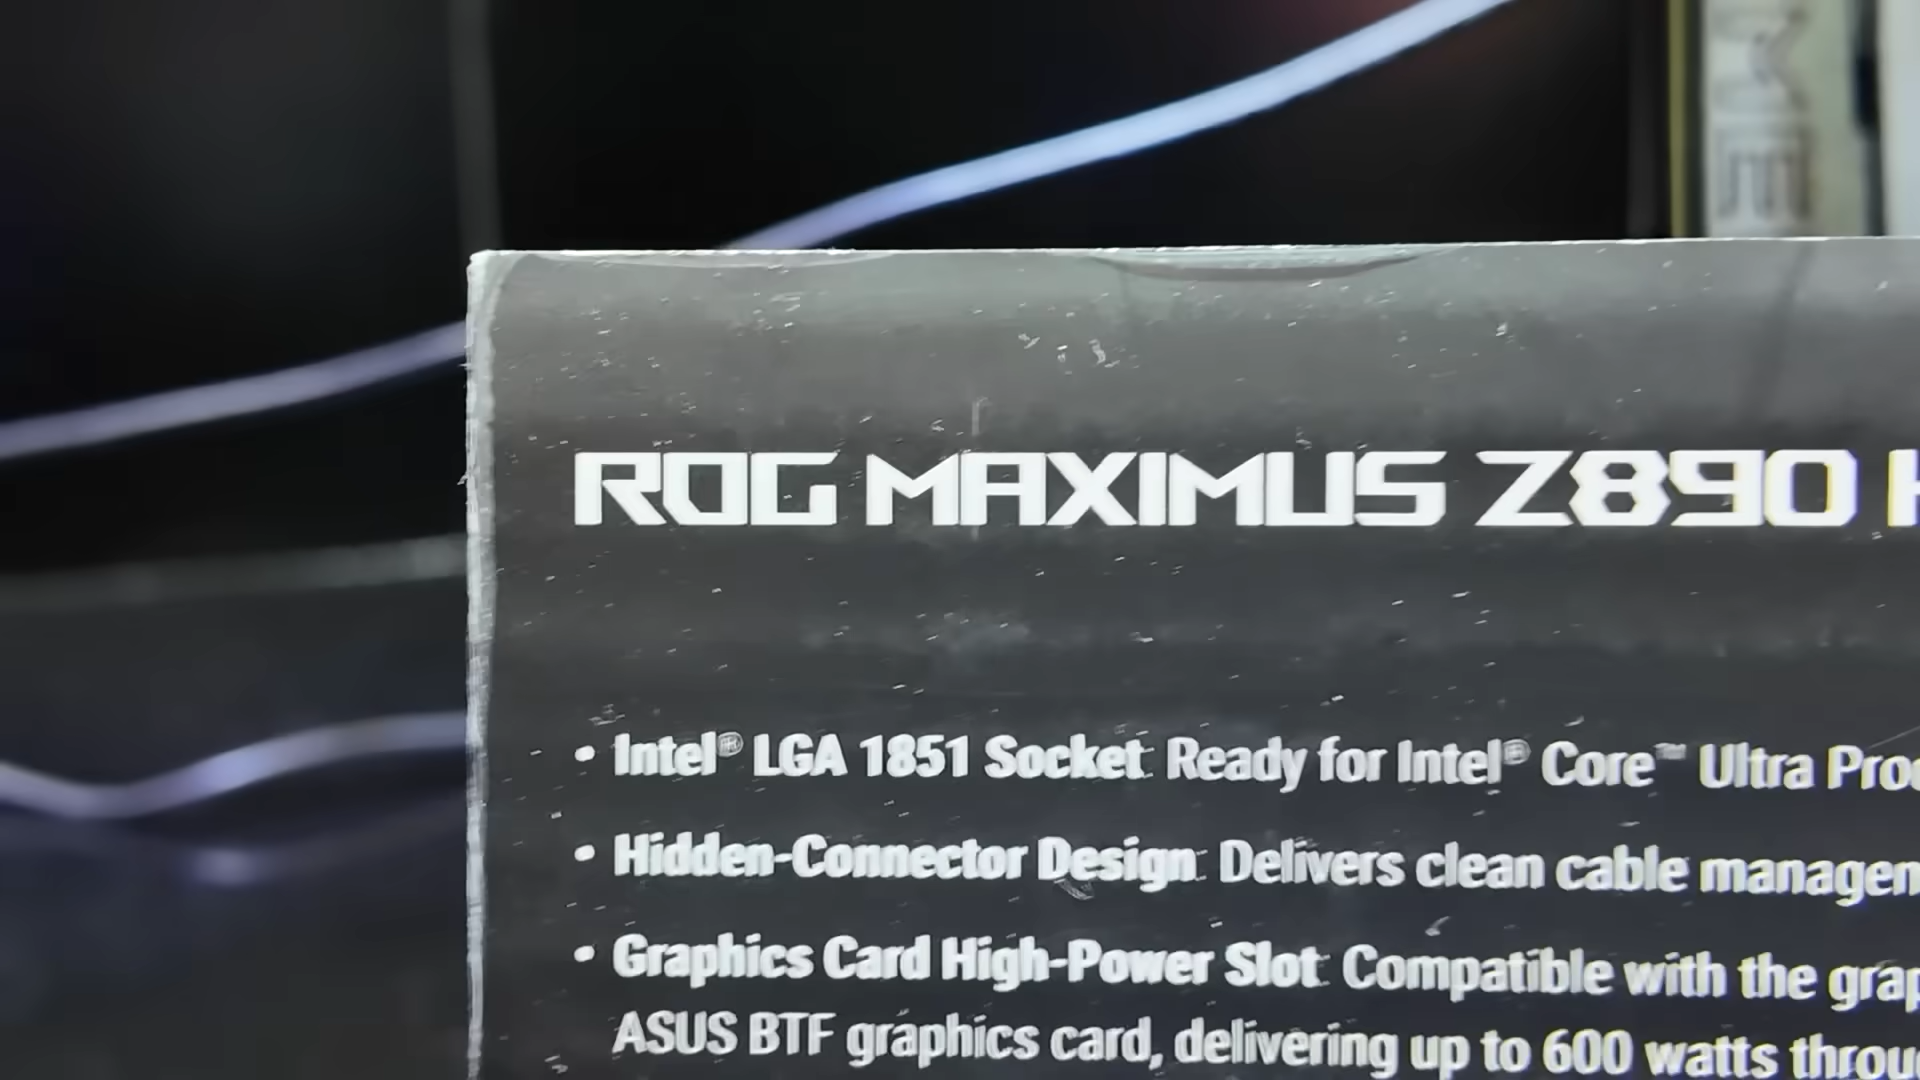 ROG MAXIMUS Z890
• Intel® LGA 1851 Socket Ready for Intel® Core™ Ultra
• Hidden-Connector Design Delivers clean cable
• Graphics Card High-Power Slot Compatible with the
ASUS BTF graphics card, delivering up to 600 watts